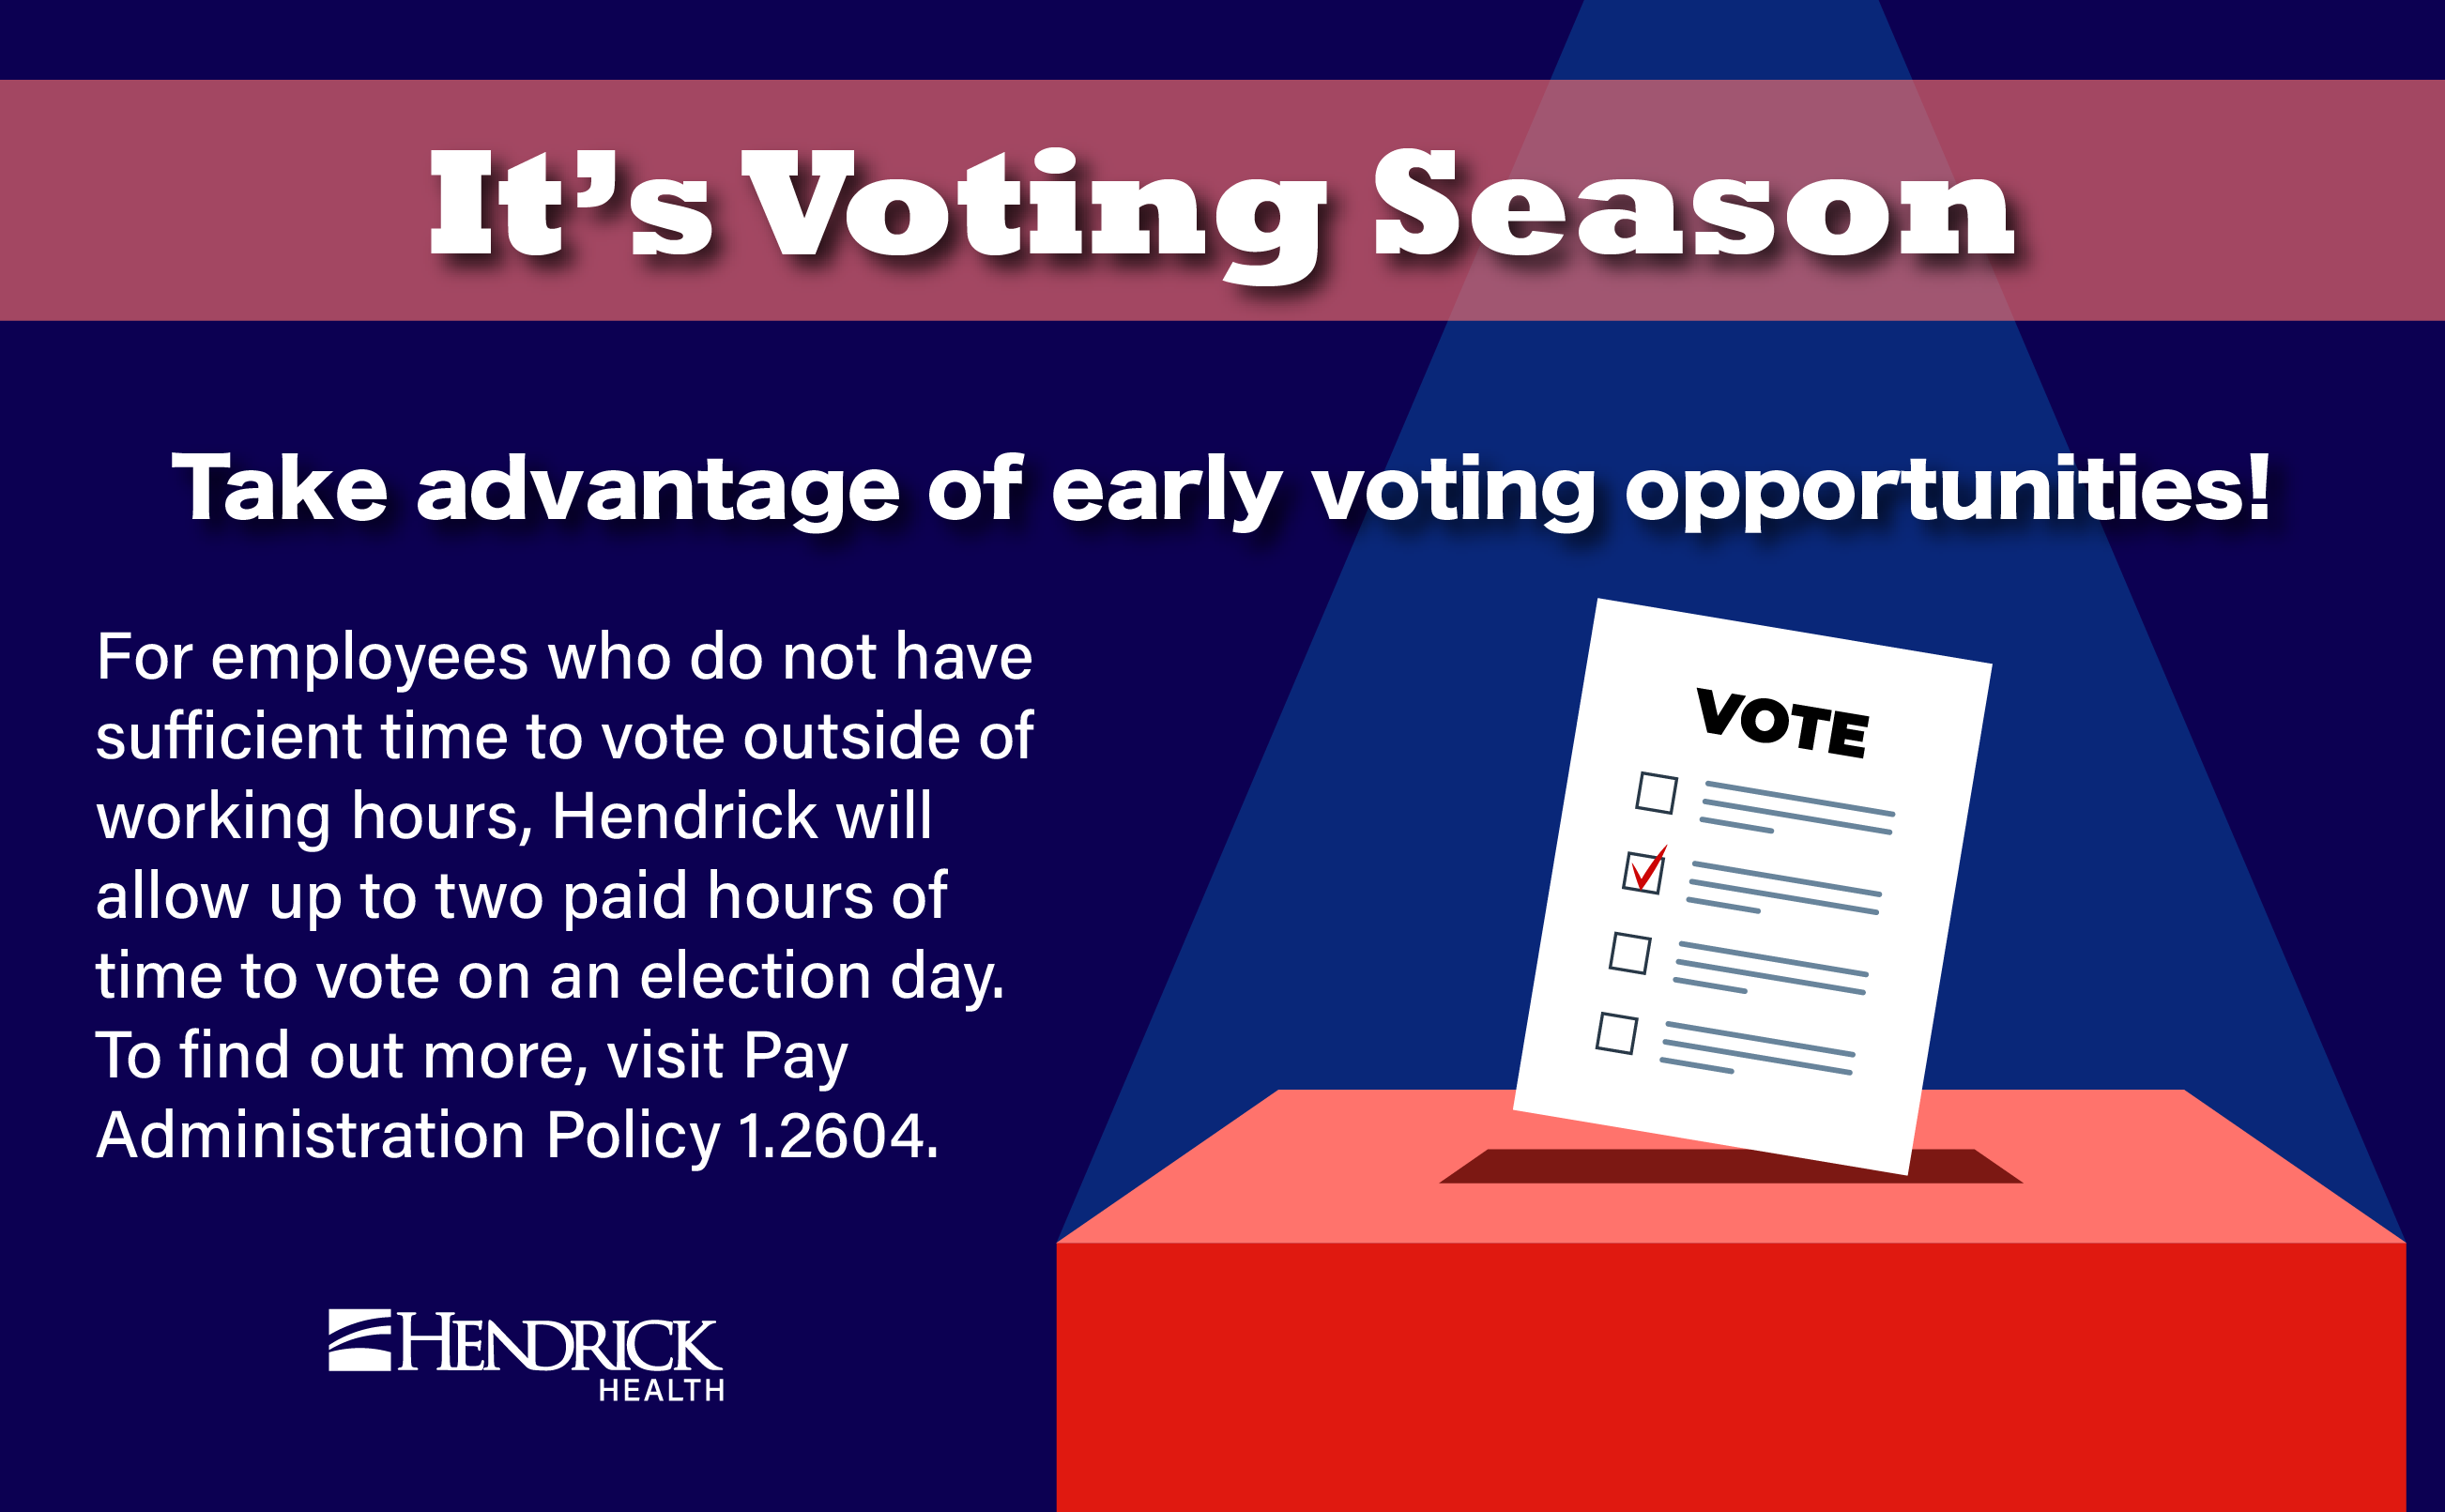 It’s Voting Season
Take advantage of early voting opportunities!
For employees who do not have
sufficient time to vote outside of
working hours, Hendrick will
allow up to two paid hours of
time to vote on an election day.
To find out more, visit Pay
Administration Policy 1.2604.
VOTE
HENDRICK
HEALTH